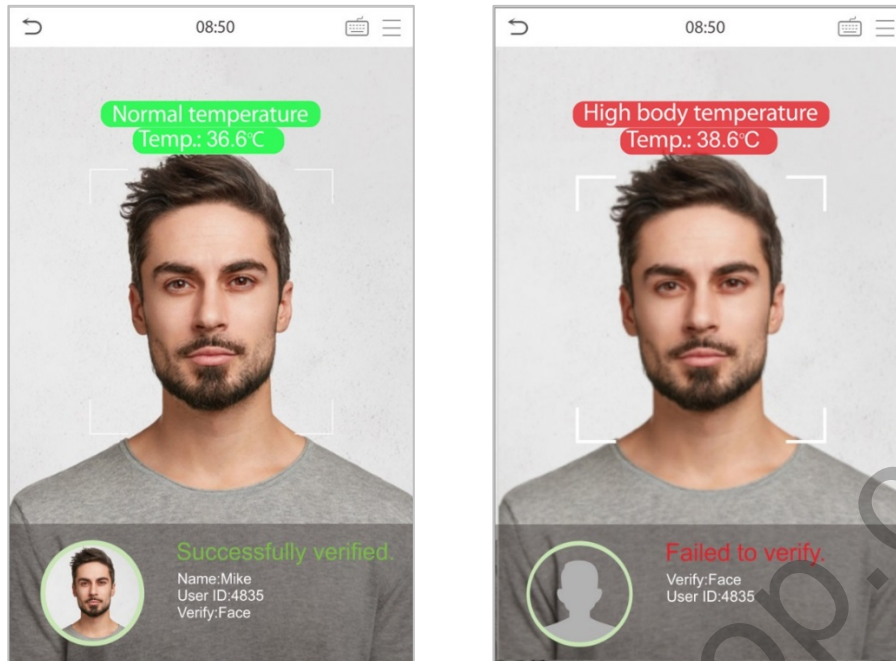 08:50
Normal temperature
Temp.: 36.6°C
Successfully verified.
Name:Mike
User ID:4835
Verify:Face
08:50
High body temperature
Temp.: 38.6°C
Failed to verify.
Verify:Face
User ID:4835